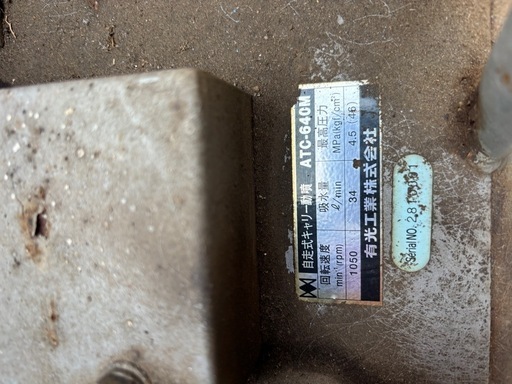 自走式キャリー動噴 ATC-640M
回転速度 吸水量 最高圧力
min⁻¹(rpm) ℓ/min MPa(kgf/cm²)
1050 34 4.5(46)
有光工業株式会社
Serial NO.